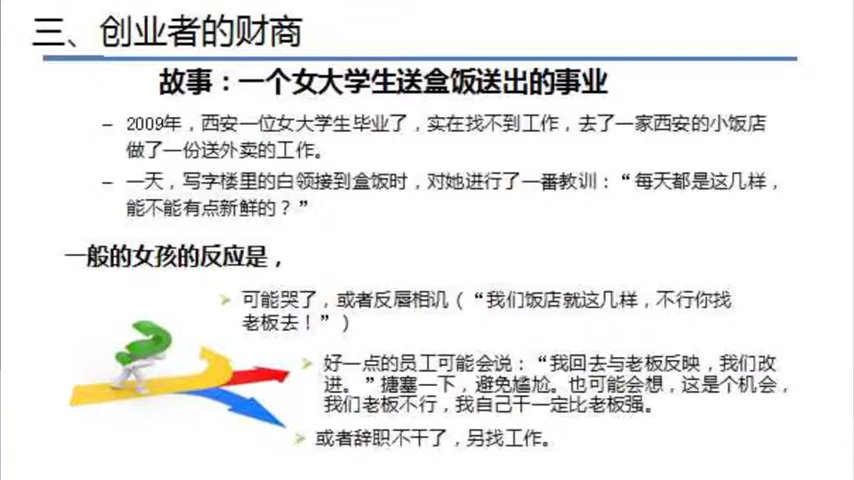 三、创业者的财商
故事：一个女大学生送盒饭送出的事业
– 2009年，西安一位女大学生毕业了，实在找不到工作，去了一家西安的小饭店
做了一份送外卖的工作。
– 一天，写字楼里的白领接到盒饭时，对她进行了一番教训：“每天都是这几样，
能不能有点新鲜的？”
一般的女孩的反应是，
可能哭了，或者反唇相讥（“我们饭店就这几样，不行你找
老板去！”）
好一点的员工可能会说：“我回去与老板反映，我们改
进。”搪塞一下，避免尴尬。也可能会想，这是个机会，
我们老板不行，我自己干一定比老板强。
或者辞职不干了，另找工作。